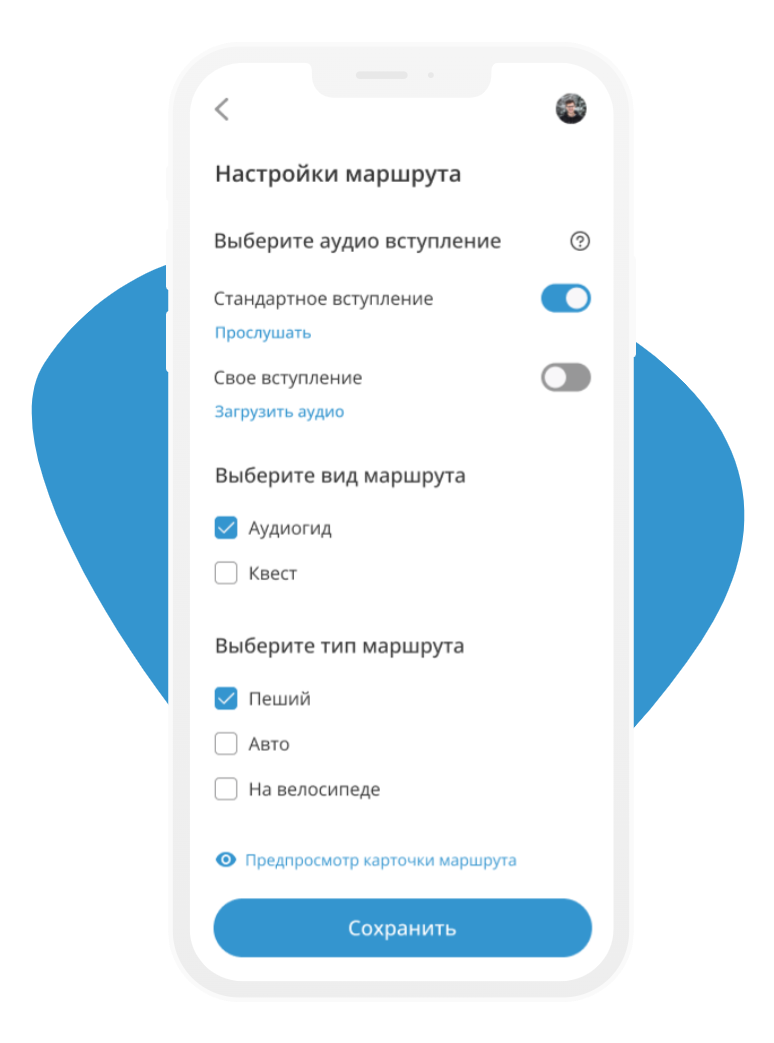 Настройки маршрута
Выберите аудио вступление
Стандартное вступление
Прослушать
Свое вступление
Загрузить аудио
Выберите вид маршрута
Аудиогид
Квест
Выберите тип маршрута
Пеший
Авто
На велосипеде
Предпросмотр карточки маршрута
Сохранить